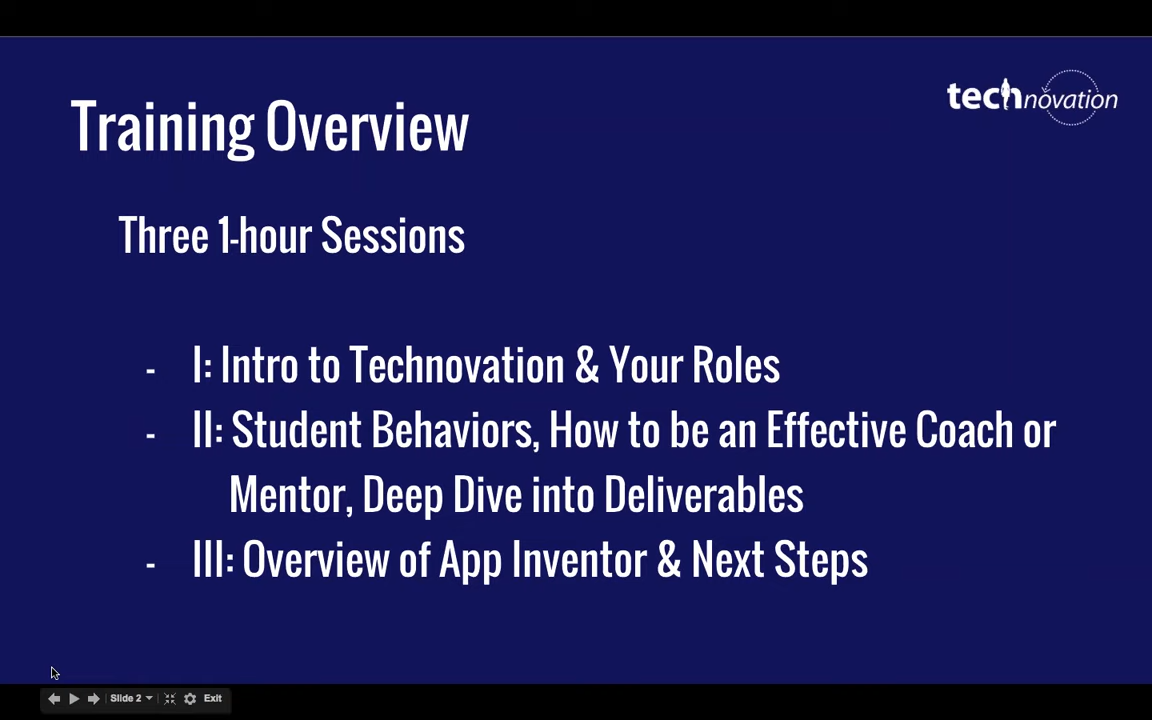 technovation
Training Overview
Three 1-hour Sessions
- I: Intro to Technovation & Your Roles
- II: Student Behaviors, How to be an Effective Coach or
Mentor, Deep Dive into Deliverables
- III: Overview of App Inventor & Next Steps
Slide 2 Exit